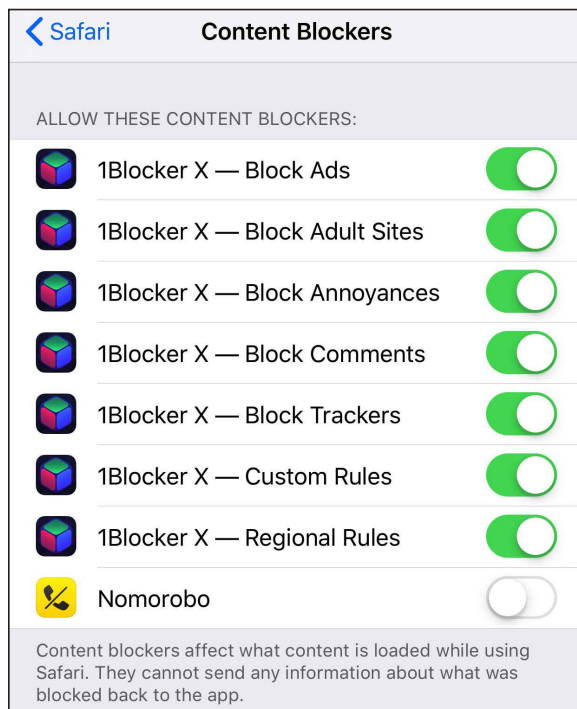 Safari
Content Blockers
ALLOW THESE CONTENT BLOCKERS:
1Blocker X — Block Ads
1Blocker X — Block Adult Sites
1Blocker X — Block Annoyances
1Blocker X — Block Comments
1Blocker X — Block Trackers
1Blocker X — Custom Rules
1Blocker X — Regional Rules
Nomorobo
Content blockers affect what content is loaded while using
Safari. They cannot send any information about what was
blocked back to the app.